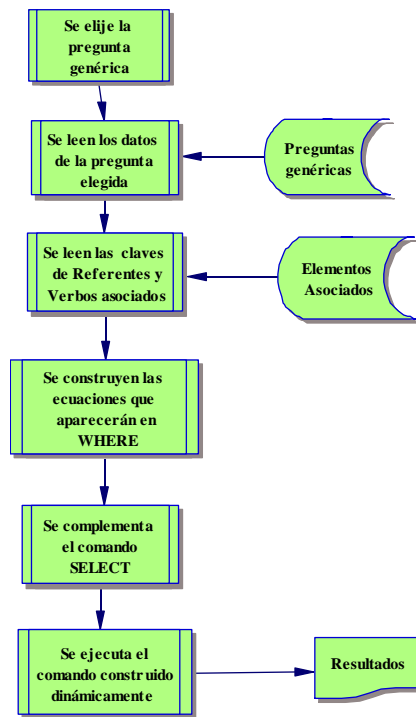 Se elije la
pregunta
genérica
Se leen los datos
de la pregunta
elegida
Preguntas
genéricas
Se leen las claves
de Referentes y
Verbos asociados
Elementos
Asociados
Se construyen las
ecuaciones que
aparecerán en
WHERE
Se complementa
el comando
SELECT
Se ejecuta el
comando construido
dinámicamente
Resultados